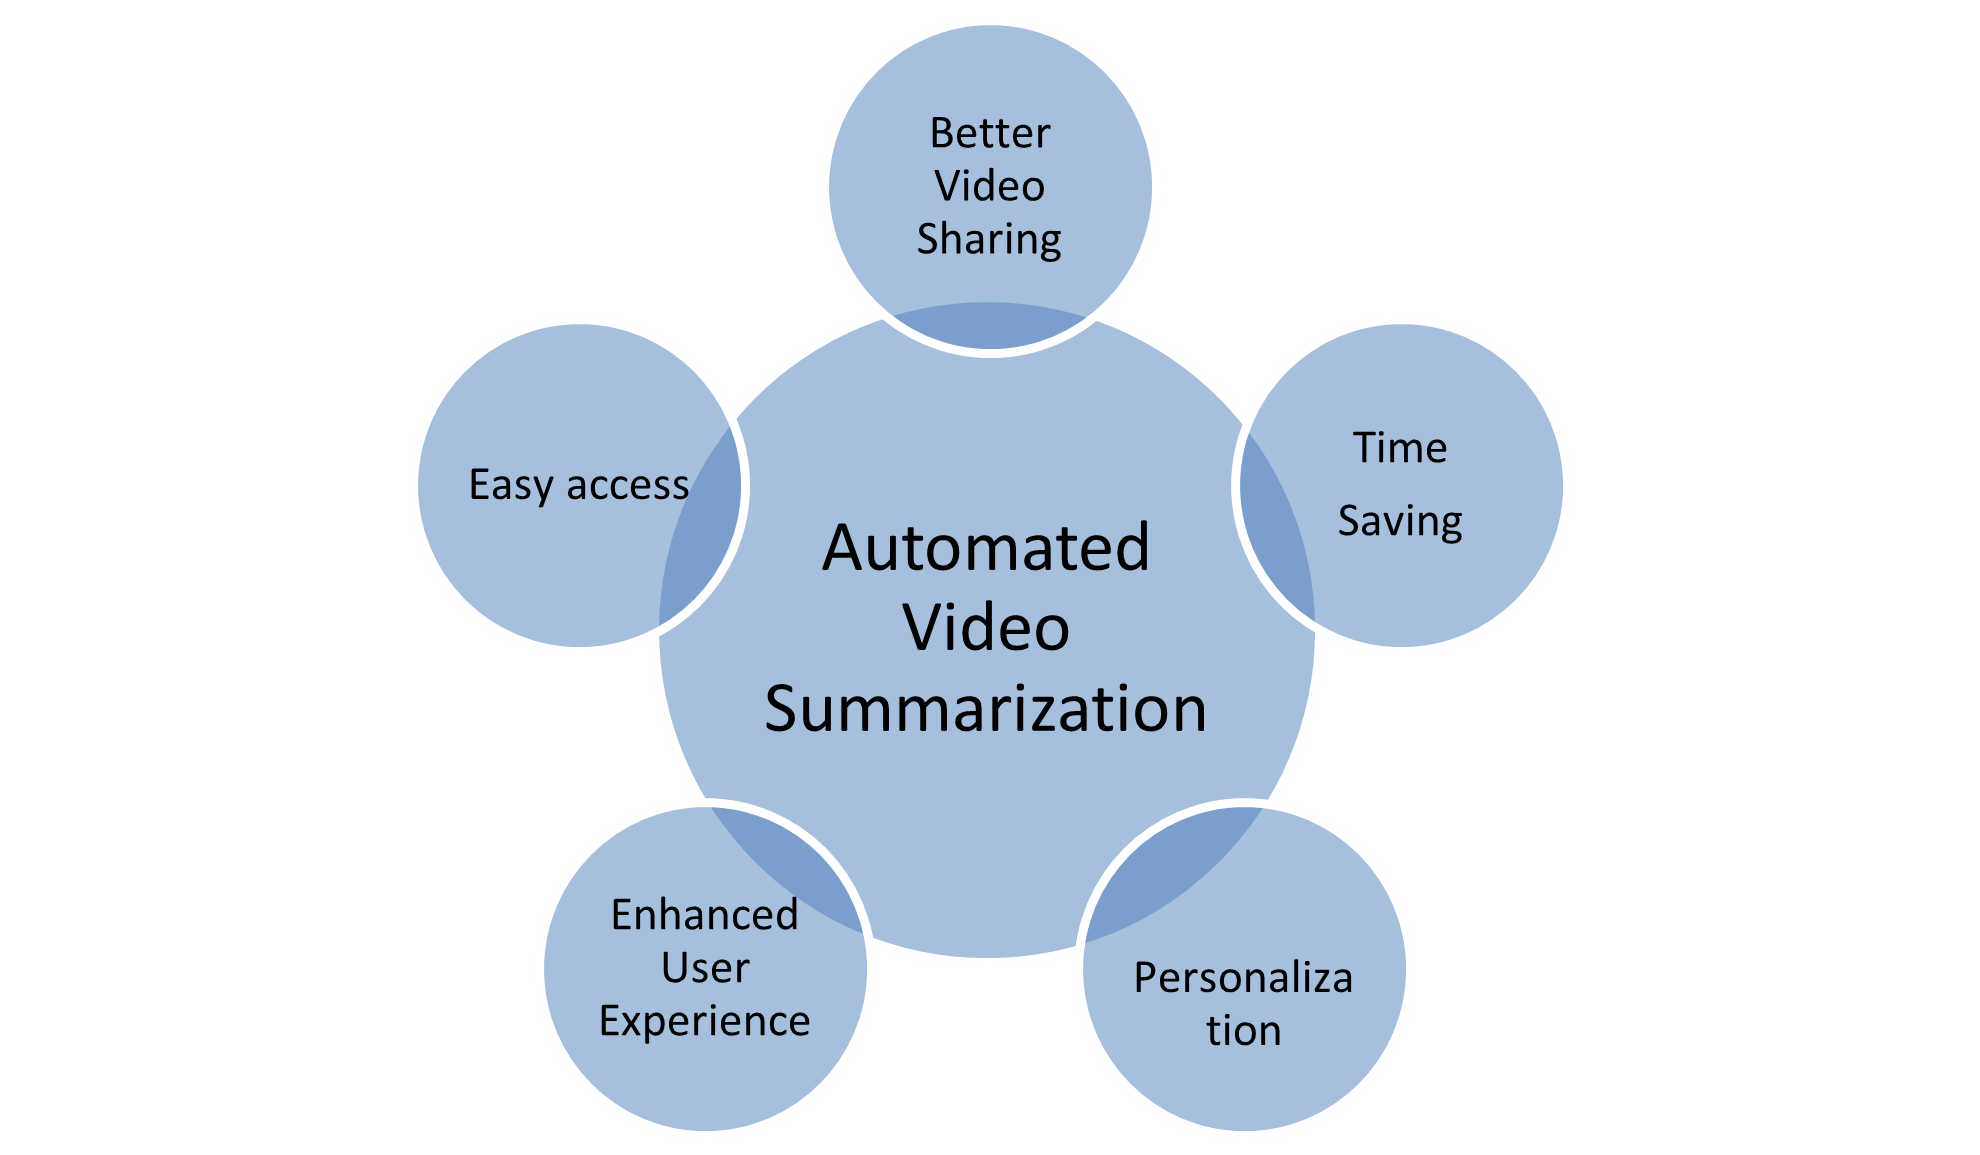 Better
Video
Sharing
Time
Saving
Easy access
Automated
Video
Summarization
Enhanced
User
Experience
Personaliza
tion